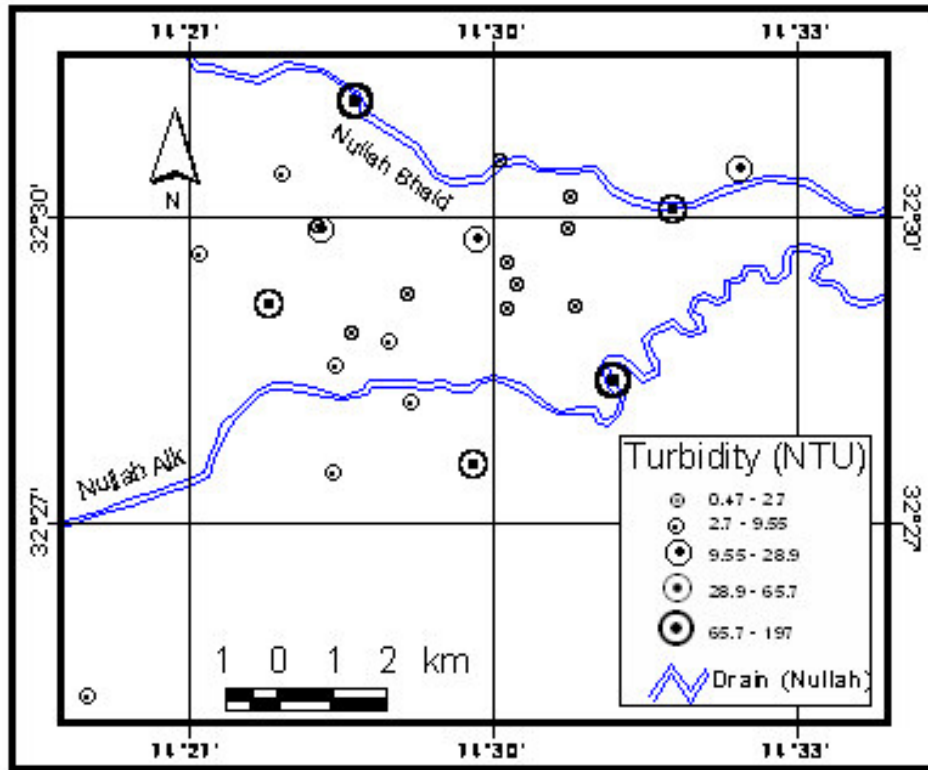 74°27' 74°30' 74°33'
Nullah Bhaid
N
32°30' 32°30'
Nullah Aik
32°27' 32°27'
Turbidity (NTU)
0.47 - 2.7
2.7 - 9.55
9.55 - 28.9
28.9 - 65.7
65.7 - 197
Drain (Nullah)
1 0 1 2 km
74°27' 74°30' 74°33'